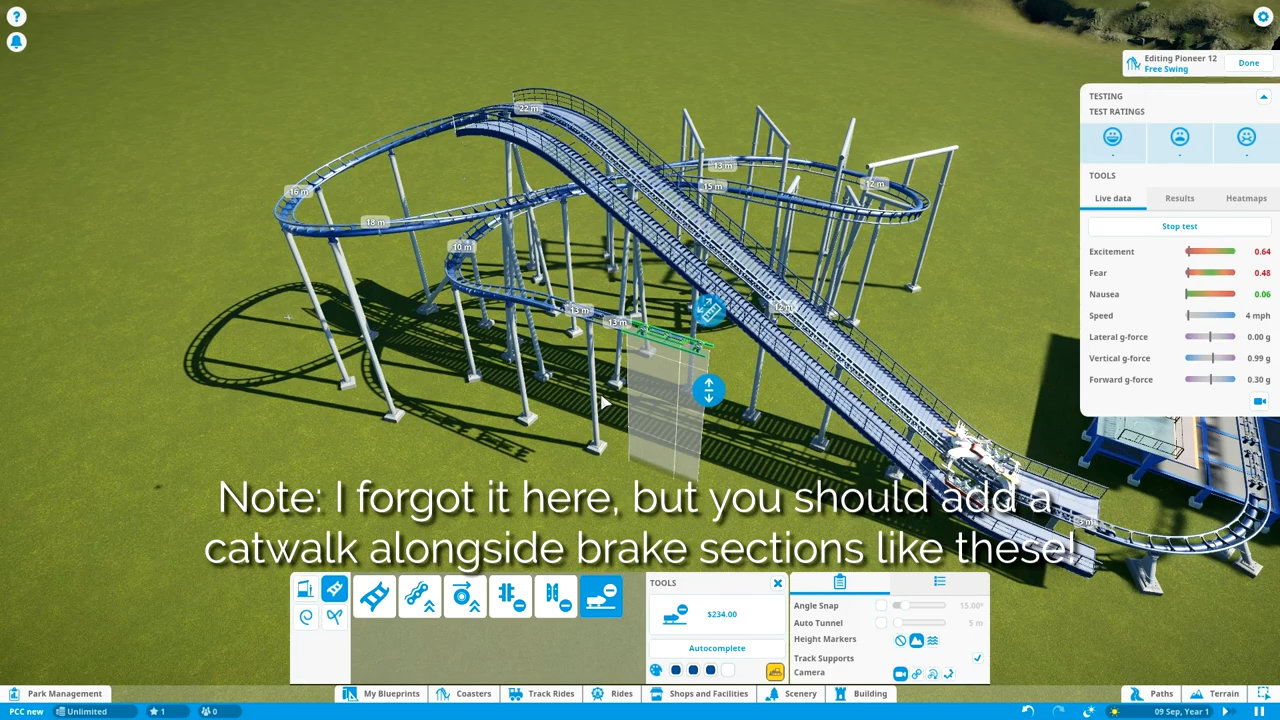 ?
Editing Pioneer 12
Free Swing
Done
TESTING
TEST RATINGS
- - -
TOOLS
Live data Results Heatmaps
Stop test
Excitement 0.64
Fear 0.48
Nausea 0.06
Speed 4 mph
Lateral g-force 0.00 g
Vertical g-force 0.99 g
Forward g-force 0.30 g
22 m
13 m
16 m
15 m
12 m
18 m
10 m
13 m
13 m
12 m
3 m
Note: I forgot it here, but you should add a
catwalk alongside brake sections like these!
TOOLS
$234.00
Autocomplete
Angle Snap 15.00°
Auto Tunnel 5 m
Height Markers
Track Supports
Camera
Park Management My Blueprints Coasters Track Rides Rides Shops and Facilities Scenery Building Paths Terrain
PCC new Unlimited 1 0 09 Sep, Year 1